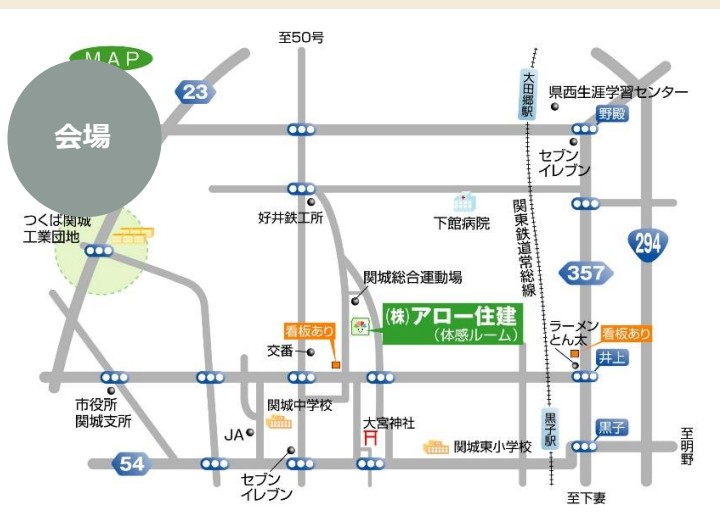 至50号
MAP
会場
23
大田郷駅
県西生涯学習センター
野殿
セブン
イレブン
つくば関城
工業団地
好井鉄工所
下館病院
関東鉄道常総線
294
357
関城総合運動場
(株)アロー住建
(体感ルーム)
看板あり
交番
ラーメン
とん太
看板あり
井上
市役所
関城支所
関城中学校
大宮神社
JA
黒子駅
黒子
関城東小学校
至明野
54
セブン
イレブン
至下妻